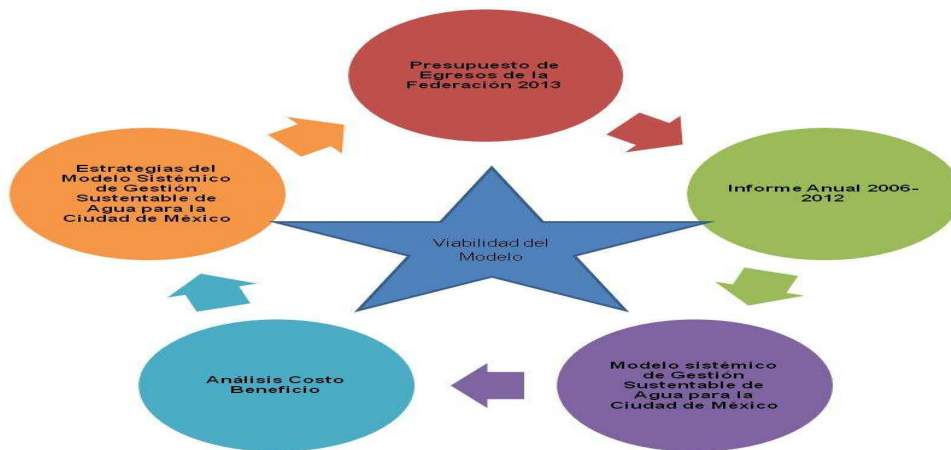 Presupuesto de
Egresos de la
Federación 2013
Informe Anual 2006-
2012
Modelo sistémico
de Gestión
Sustentable de
Agua para la
Ciudad de México
Análisis Costo
Beneficio
Estrategias del
Modelo Sistémico
de Gestión
Sustentable de
Agua para la
Ciudad de México
Viabilidad del
Modelo